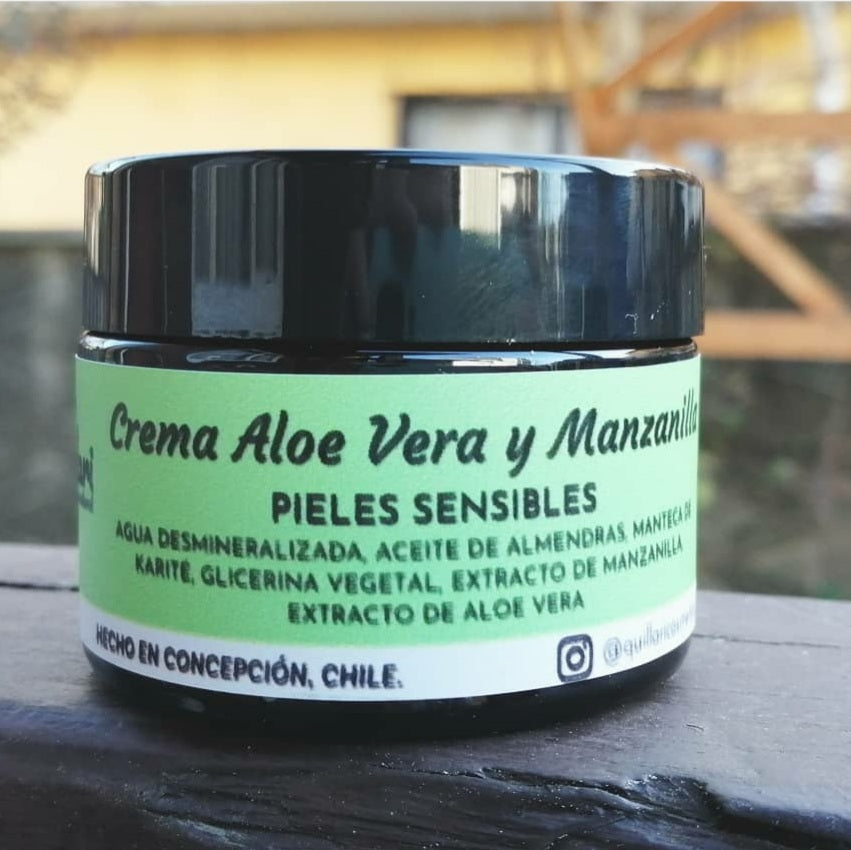 Crema Aloe Vera y Manzanilla
PIELES SENSIBLES
AGUA DESMINERALIZADA, ACEITE DE ALMENDRAS, MANTECA DE
KARITÉ, GLICERINA VEGETAL, EXTRACTO DE MANZANILLA,
EXTRACTO DE ALOE VERA
HECHO EN CONCEPCIÓN, CHILE.